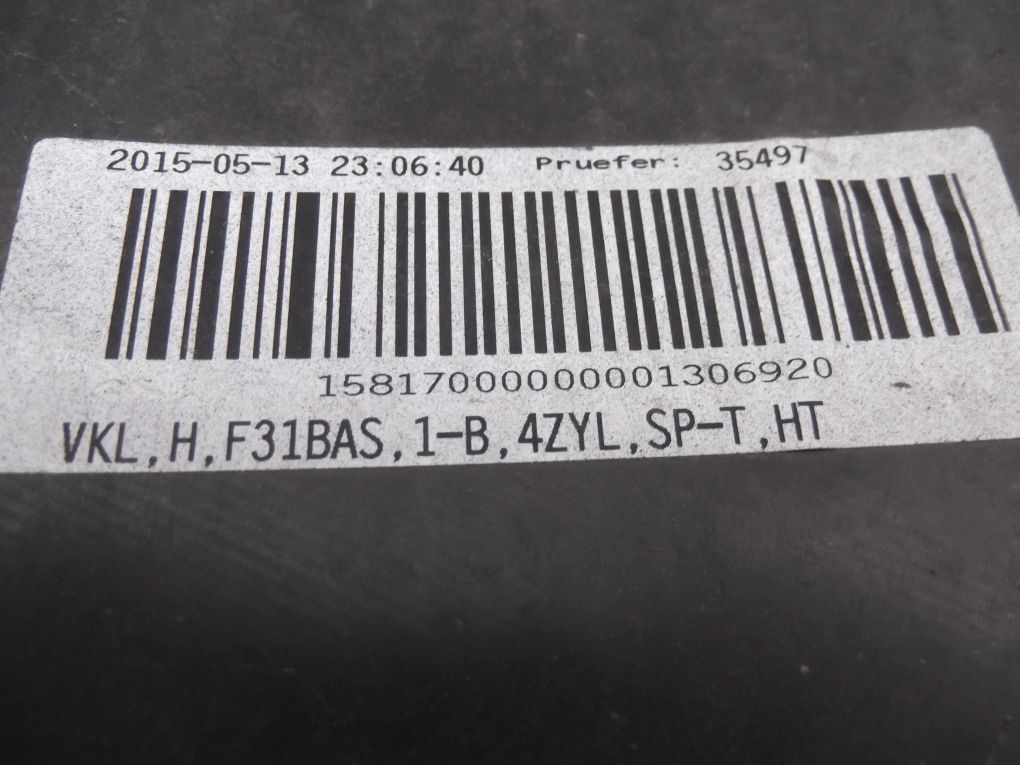 2015-05-13 23:06:40 Pruefer: 35497
15817000000001306920
VKL,H,F31BAS,1-B,4ZYL,SP-T,HT